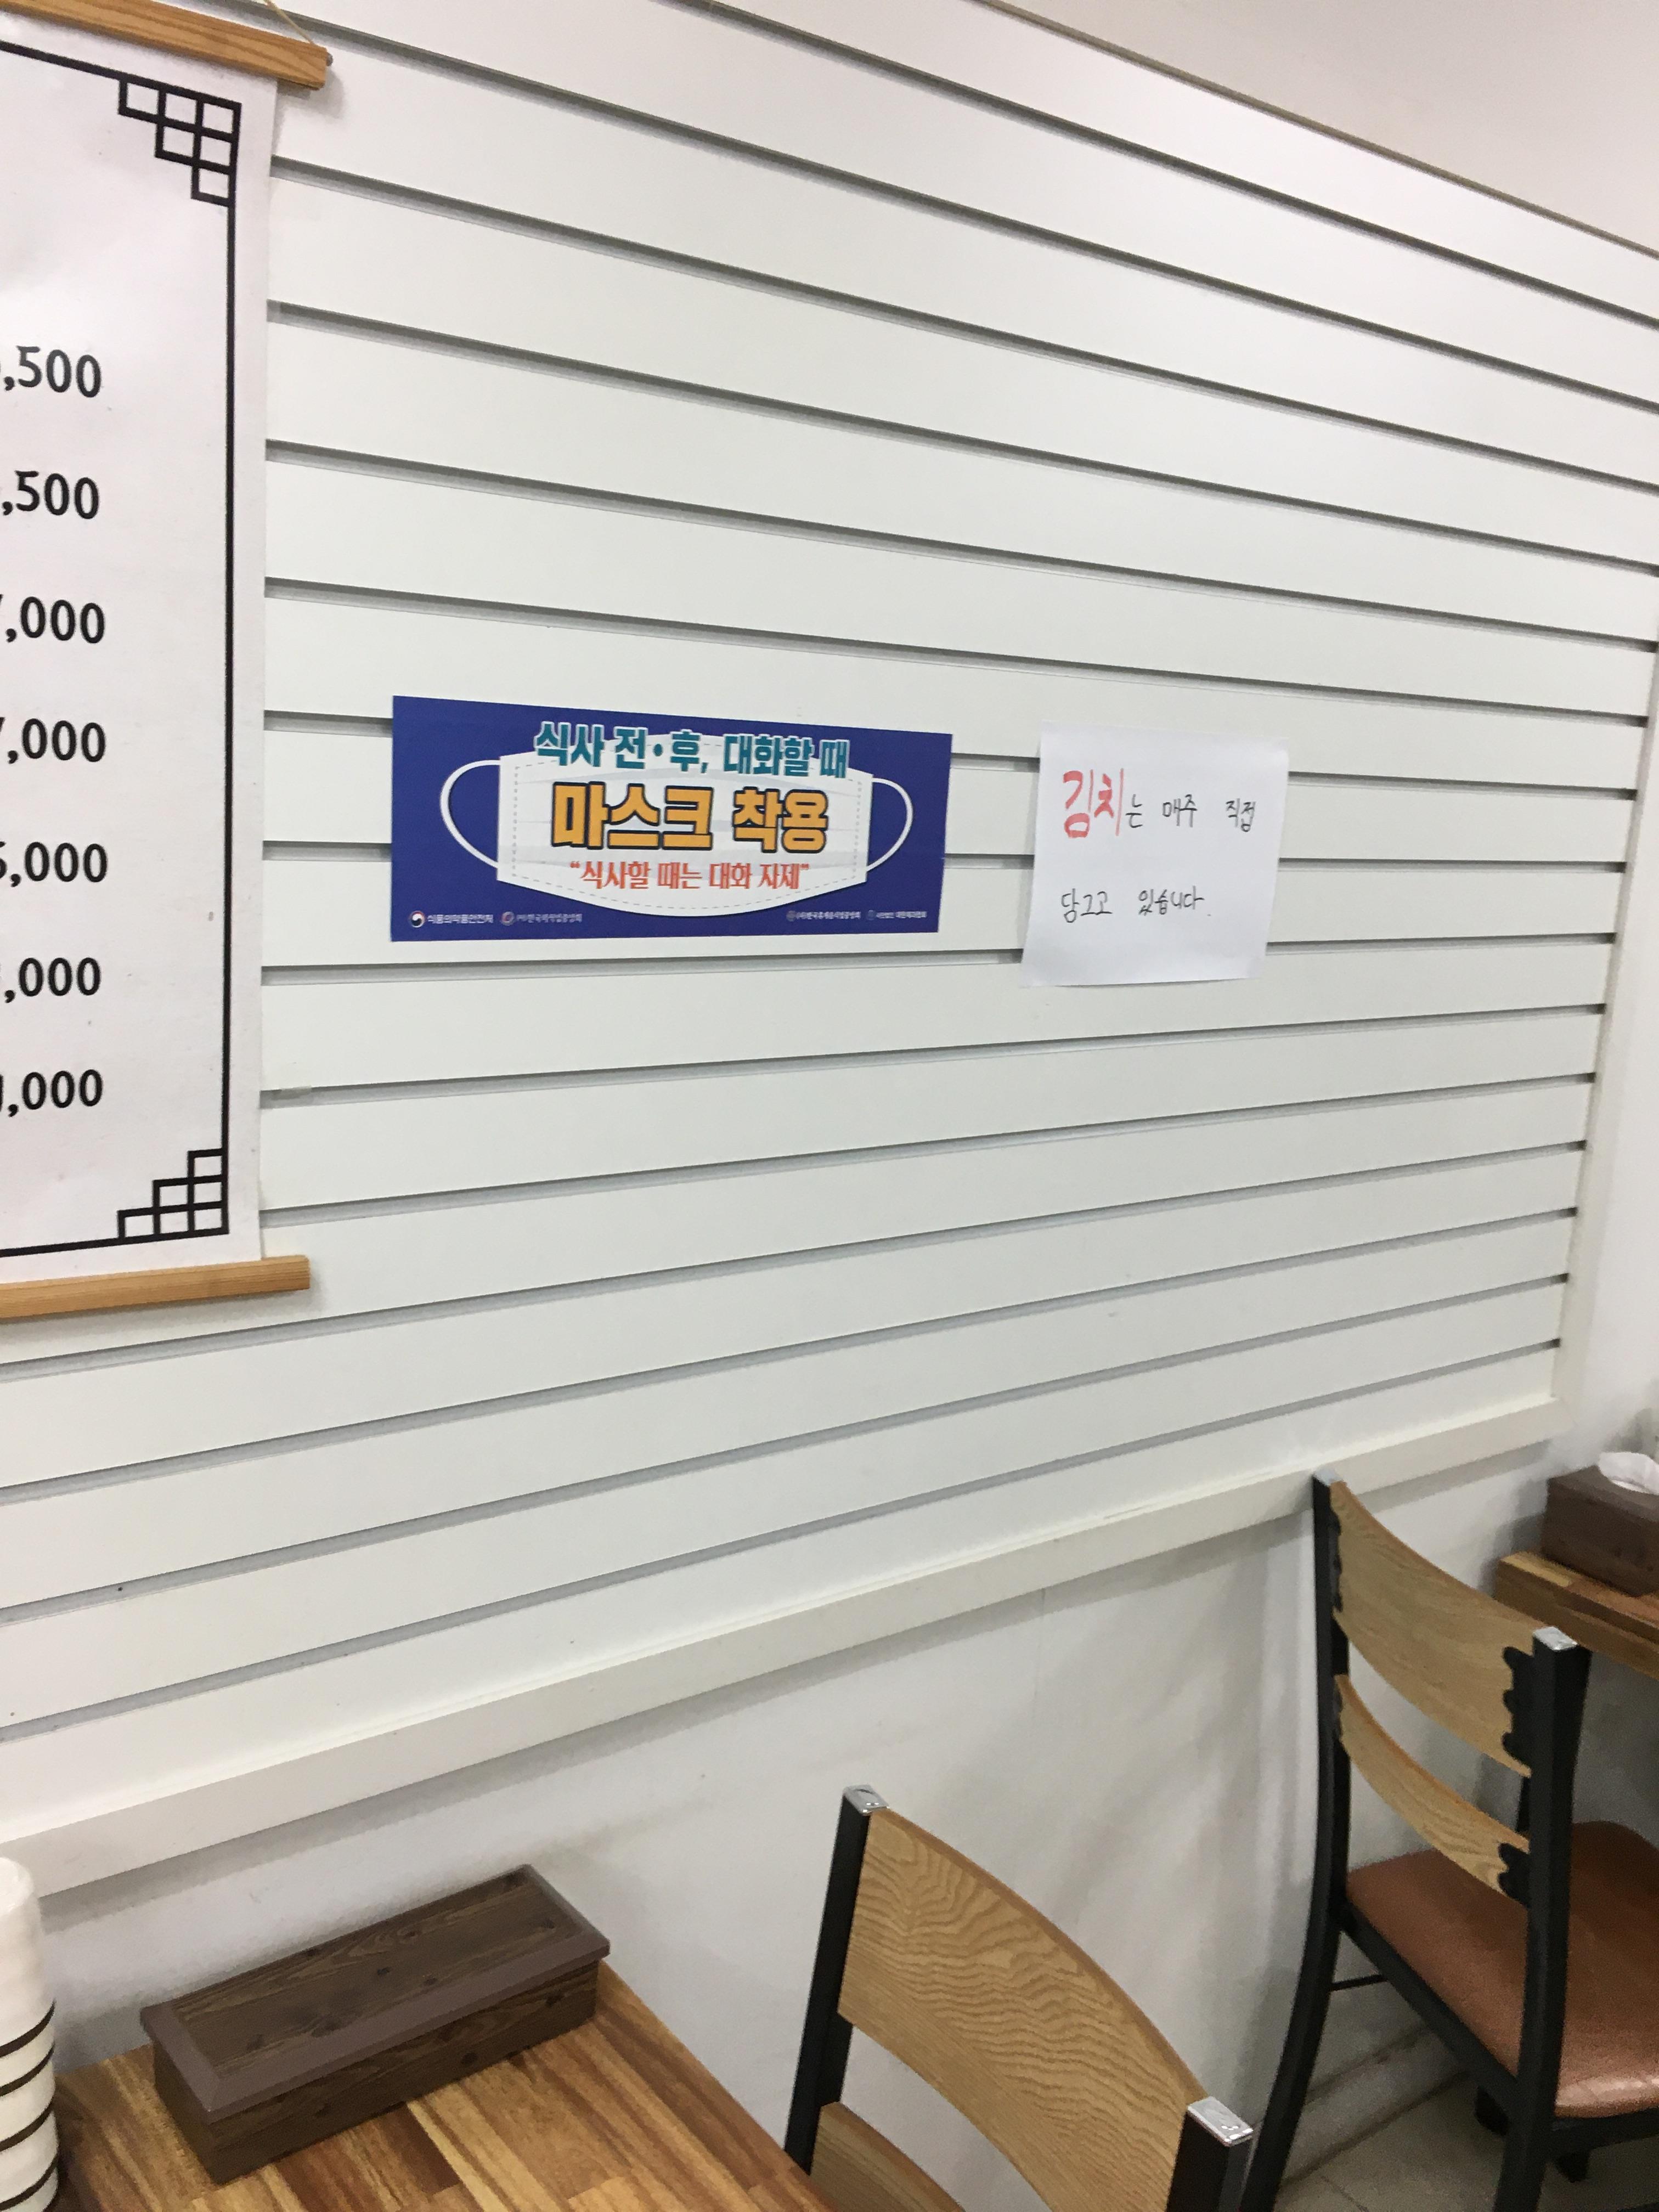 ,500
,500
,000
,000
,000
,000
,000
식사 전·후, 대화할 때
마스크 착용
"식사할 때는 대화 자제"
식품의약품안전처
김치는 매주 직접
담그고 있습니다.